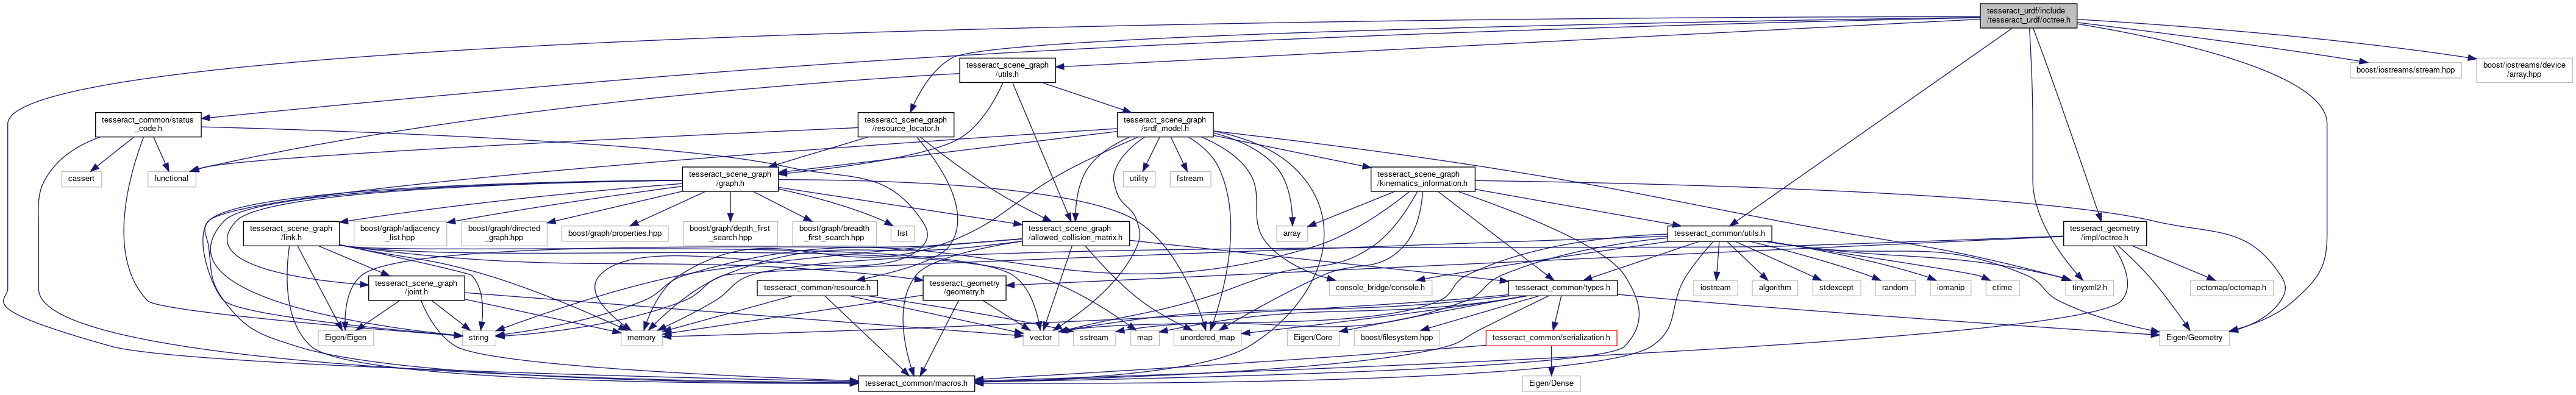 tesseract_urdf/include
/tesseract_urdf/octree.h
tesseract_scene_graph
/utils.h
boost/iostreams/stream.hpp
boost/iostreams/device
/array.hpp
tesseract_common/status
_code.h
tesseract_scene_graph
/resource_locator.h
tesseract_scene_graph
/srdf_model.h
cassert
functional
tesseract_scene_graph
/graph.h
utility
fstream
tesseract_scene_graph
/kinematics_information.h
tesseract_scene_graph
/link.h
boost/graph/adjacency
_list.hpp
boost/graph/directed
_graph.hpp
boost/graph/properties.hpp
boost/graph/depth_first
_search.hpp
boost/graph/breadth
_first_search.hpp
list
tesseract_scene_graph
/allowed_collision_matrix.h
array
tesseract_common/utils.h
tesseract_geometry
/impl/octree.h
tesseract_scene_graph
/joint.h
tesseract_common/resource.h
tesseract_geometry
/geometry.h
console_bridge/console.h
tesseract_common/types.h
iostream
algorithm
stdexcept
random
iomanip
ctime
tinyxml2.h
octomap/octomap.h
Eigen/Eigen
string
memory
vector
sstream
map
unordered_map
Eigen/Core
boost/filesystem.hpp
tesseract_common/serialization.h
Eigen/Geometry
tesseract_common/macros.h
Eigen/Dense